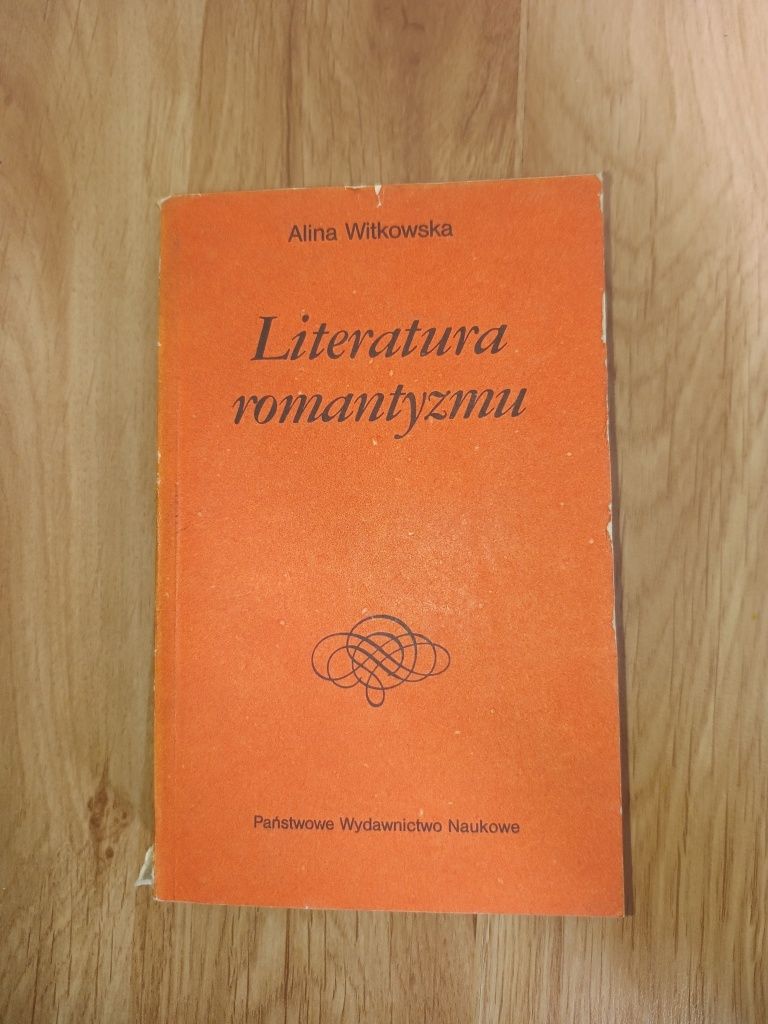 Alina Witkowska
Literatura
romantyzmu
Państwowe Wydawnictwo Naukowe